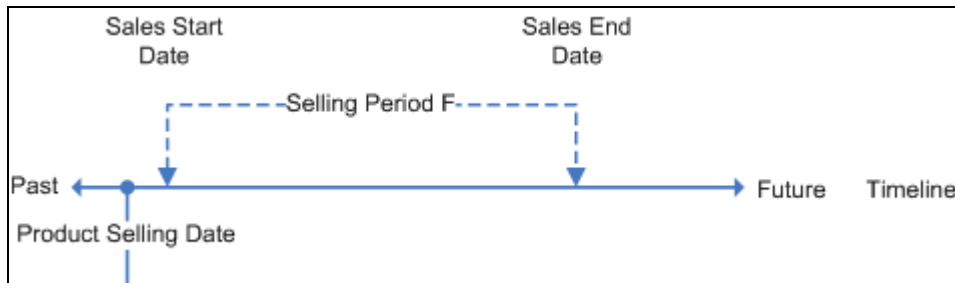 Sales Start
Date
Sales End
Date
Selling Period F
Past
Future
Timeline
Product Selling Date